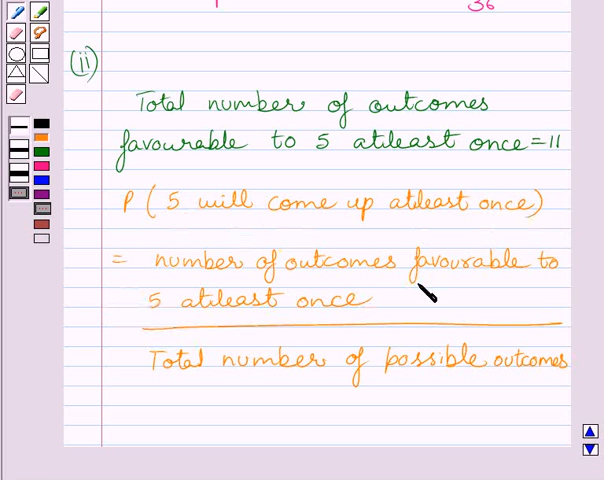 36
(ii)
Total number of outcomes
favourable to 5 atleast once = 11
P ( 5 will come up atleast once)
= number of outcomes favourable to
5 atleast once
Total number of possible outcomes